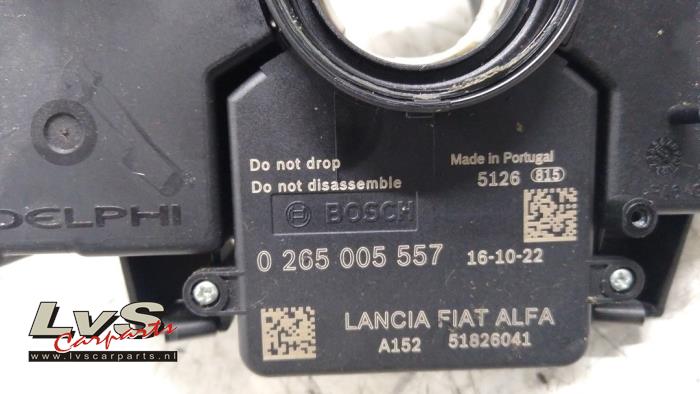 Do not drop
Do not disassemble
Made in Portugal
5126 815
DELPHI
BOSCH
0 265 005 557
16-10-22
LANCIA FIAT ALFA
A152 51826041
LvS
Carparts
www.lvscarparts.nl